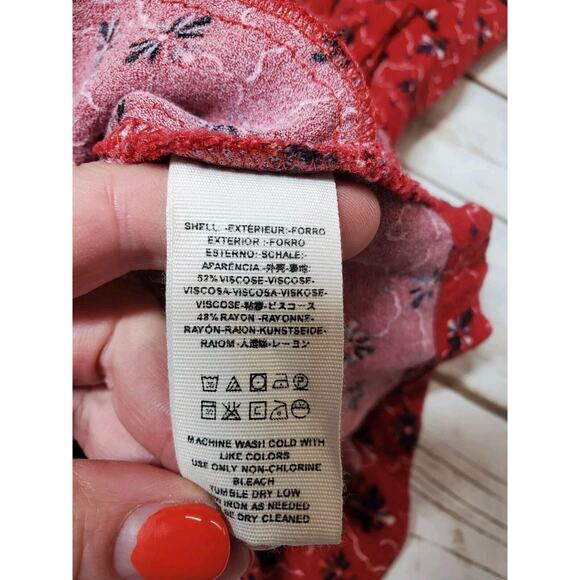 SHELL:-EXTÉRIEUR:-FORRO
EXTERIOR :-FORRO
ESTERNO:-SCHALE:-
APARÊNCIA-外壳-裏地:
52% VISCOSE-VISCOSE-
VISCOSA-VISCOSA-VISKOSE-
VISCOSE-粘膠-ビスコース
48% RAYON-RAYONNE-
RAYÓN-RAION-KUNSTSEIDE-
RAIOM-人造絲-レーヨン
MACHINE WASH COLD WITH
LIKE COLORS
USE ONLY NON-CHLORINE
BLEACH
TUMBLE DRY LOW
IRON AS NEEDED
BE DRY CLEANED